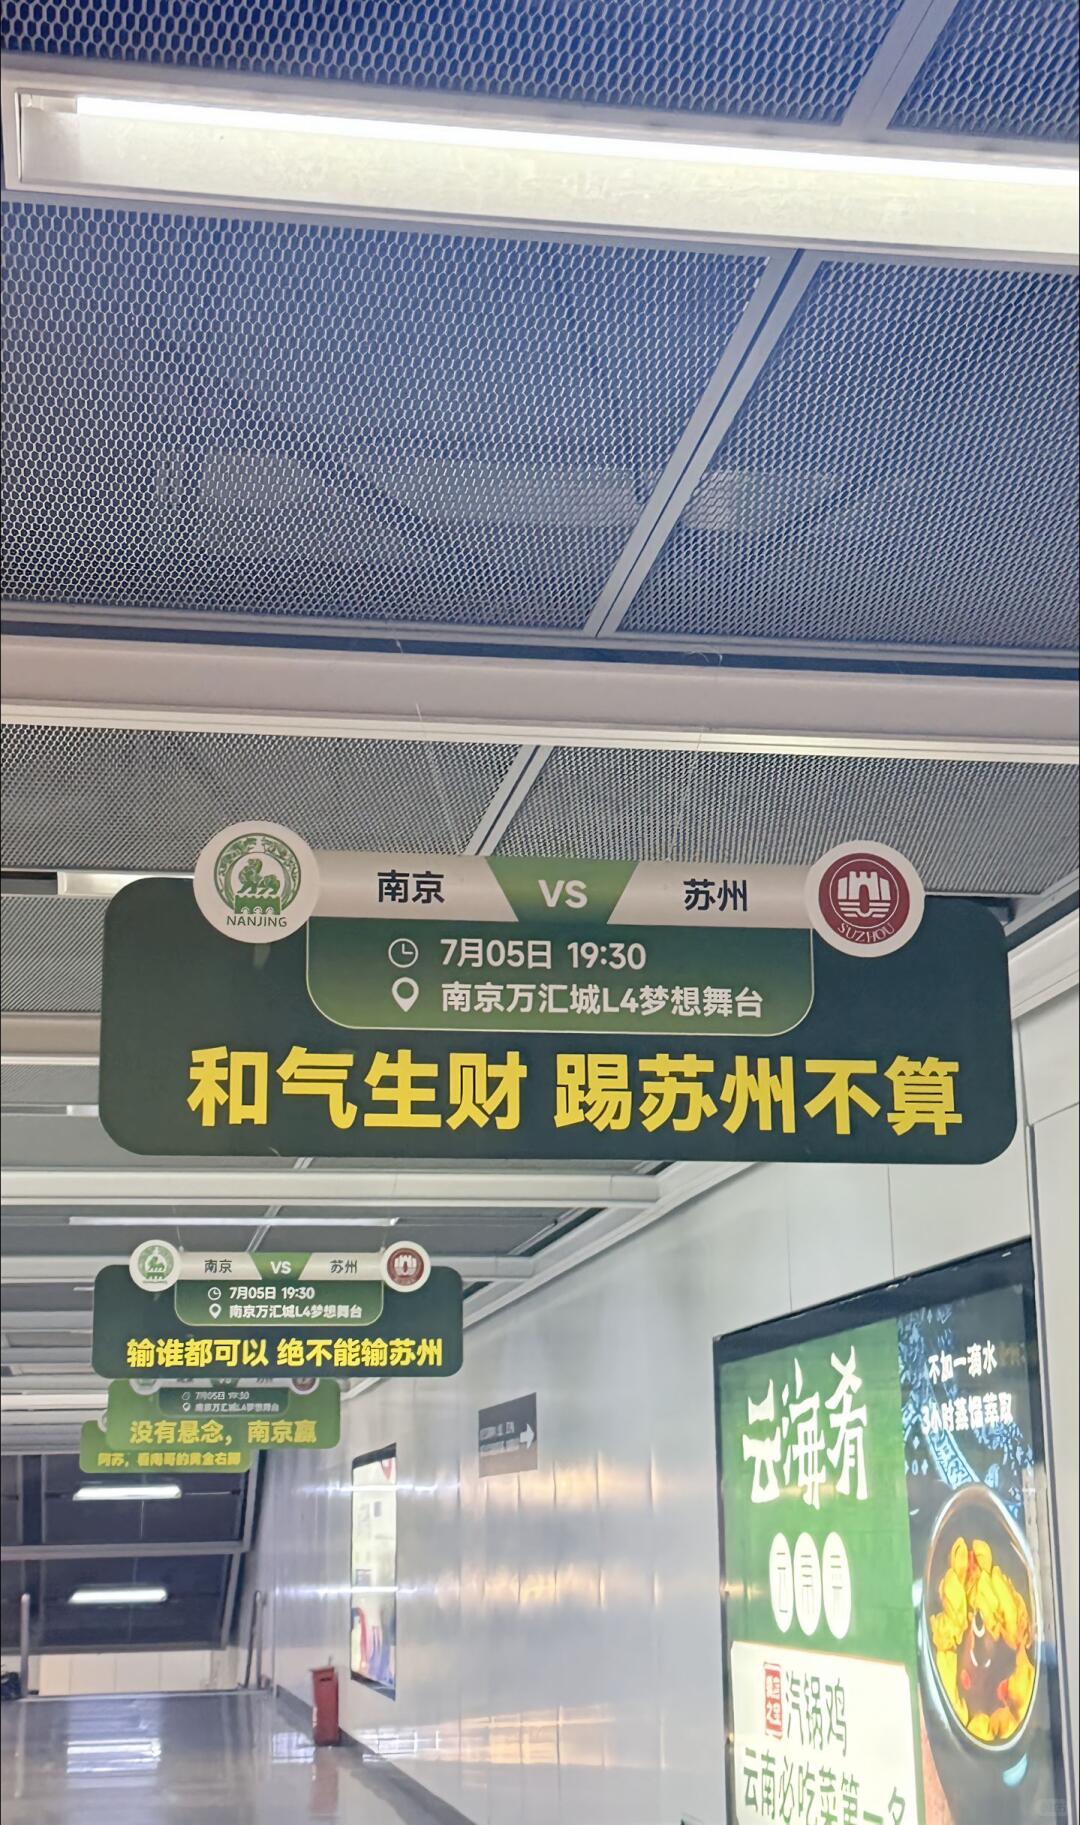 南京 VS 苏州
NANJING
SUZHOU
7月05日 19:30
南京万汇城L4梦想舞台
和气生财 踢苏州不算
南京 VS 苏州
7月05日 19:30
南京万汇城L4梦想舞台
输谁都可以 绝不能输苏州
7月05日 19:30
南京万汇城L4梦想舞台
没有悬念，南京赢
阿苏，看南哥的黄金右脚
云海肴
不加一滴水
3小时蒸馏萃取
汽锅鸡
云南必吃菜第一名